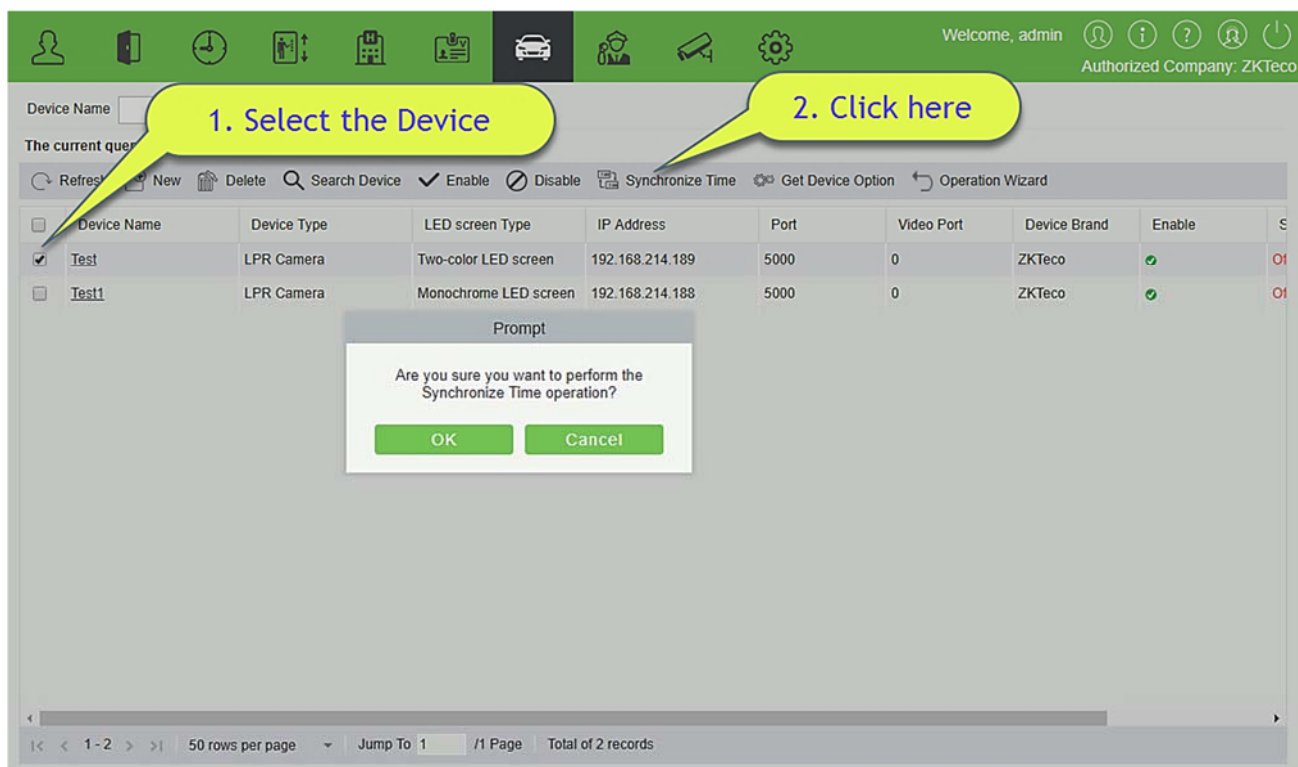 Welcome, admin
Authorized Company: ZKTeco
Device Name
1. Select the Device
2. Click here
The current quer
Refresh New Delete Search Device Enable Disable Synchronize Time Get Device Option Operation Wizard
Device Name Device Type LED screen Type IP Address Port Video Port Device Brand Enable S
Test LPR Camera Two-color LED screen 192.168.214.189 5000 0 ZKTeco Of
Test1 LPR Camera Monochrome LED screen 192.168.214.188 5000 0 ZKTeco Of
Prompt
Are you sure you want to perform the
Synchronize Time operation?
OK Cancel
1 - 2 50 rows per page Jump To 1 /1 Page Total of 2 records